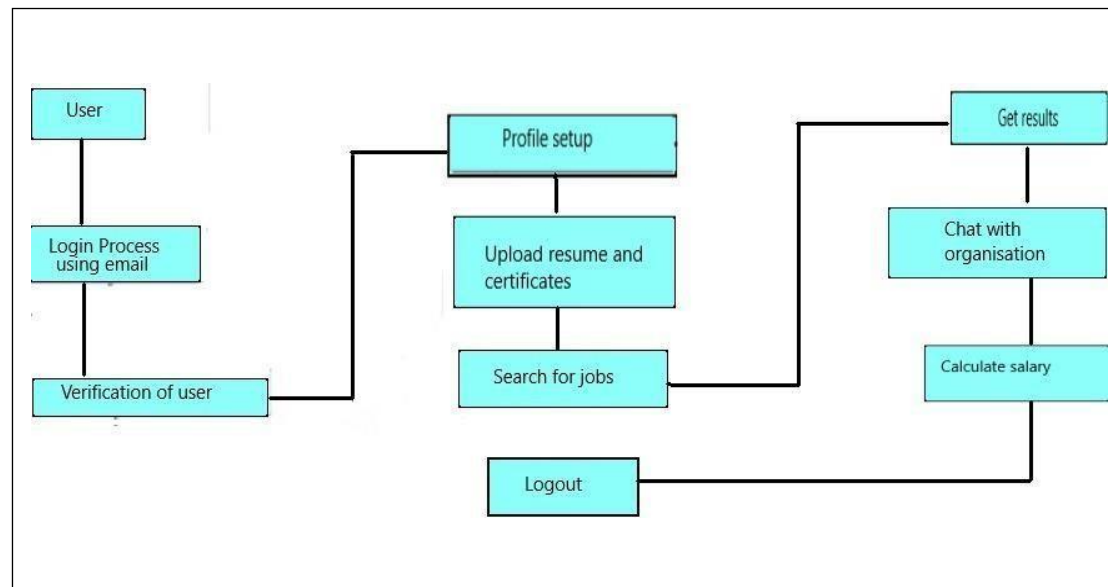 User
Login Process
using email
Verification of user
Profile setup
Upload resume and
certificates
Search for jobs
Get results
Chat with
organisation
Calculate salary
Logout